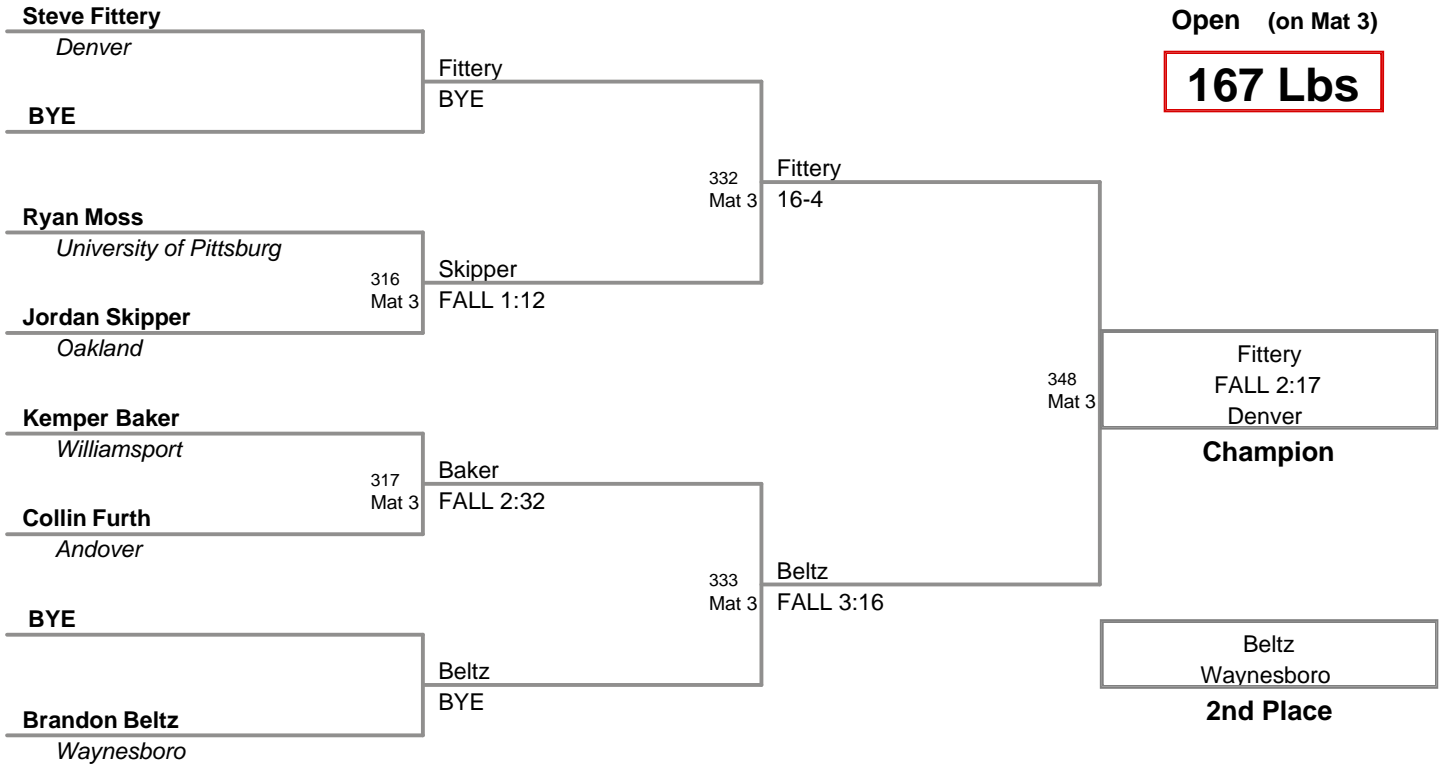 Steve Fittery
Denver
BYE
Ryan Moss
University of Pittsburg
Jordan Skipper
Oakland
Kemper Baker
Williamsport
Collin Furth
Andover
BYE
Brandon Beltz
Waynesboro
Fittery
BYE
316
Mat 3
Skipper
FALL 1:12
317
Mat 3
Baker
FALL 2:32
Beltz
BYE
332
Mat 3
Fittery
16-4
333
Mat 3
Beltz
FALL 3:16
Open (on Mat 3)
167 Lbs
348
Mat 3
Fittery
FALL 2:17
Denver
Champion
Beltz
Waynesboro
2nd Place